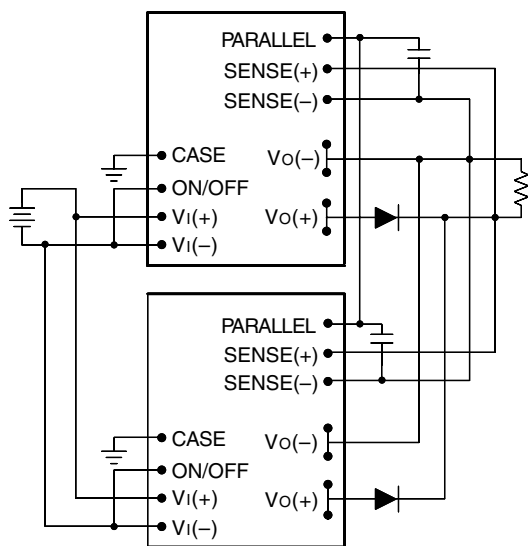 PARALLEL
SENSE(+)
SENSE(–)
CASE
VO(–)
ON/OFF
VI(+)
VO(+)
VI(–)
PARALLEL
SENSE(+)
SENSE(–)
CASE
VO(–)
ON/OFF
VI(+)
VO(+)
VI(–)